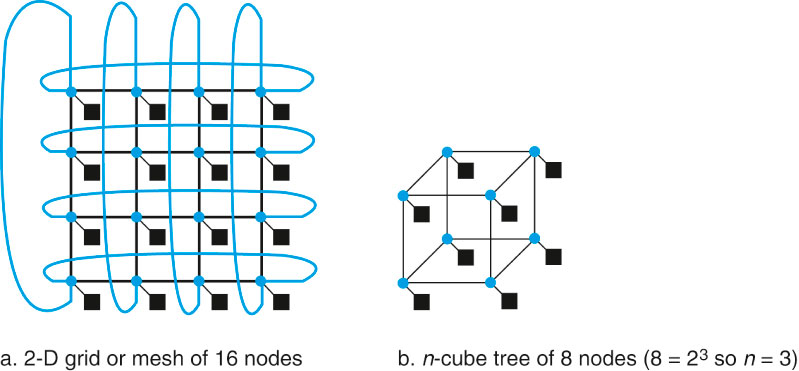 a. 2-D grid or mesh of 16 nodes
b. n-cube tree of 8 nodes (8 = 2³ so n = 3)